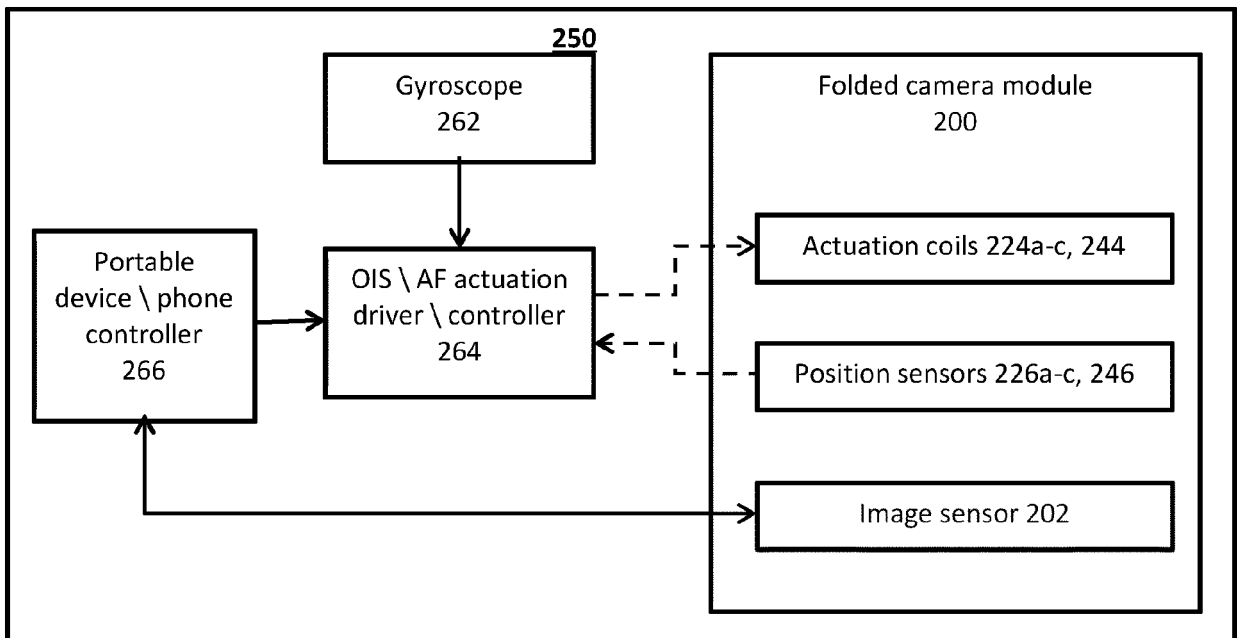 250
Gyroscope
262
Folded camera module
200
Portable
device \ phone
controller
266
OIS \ AF actuation
driver \ controller
264
Actuation coils 224a-c, 244
Position sensors 226a-c, 246
Image sensor 202